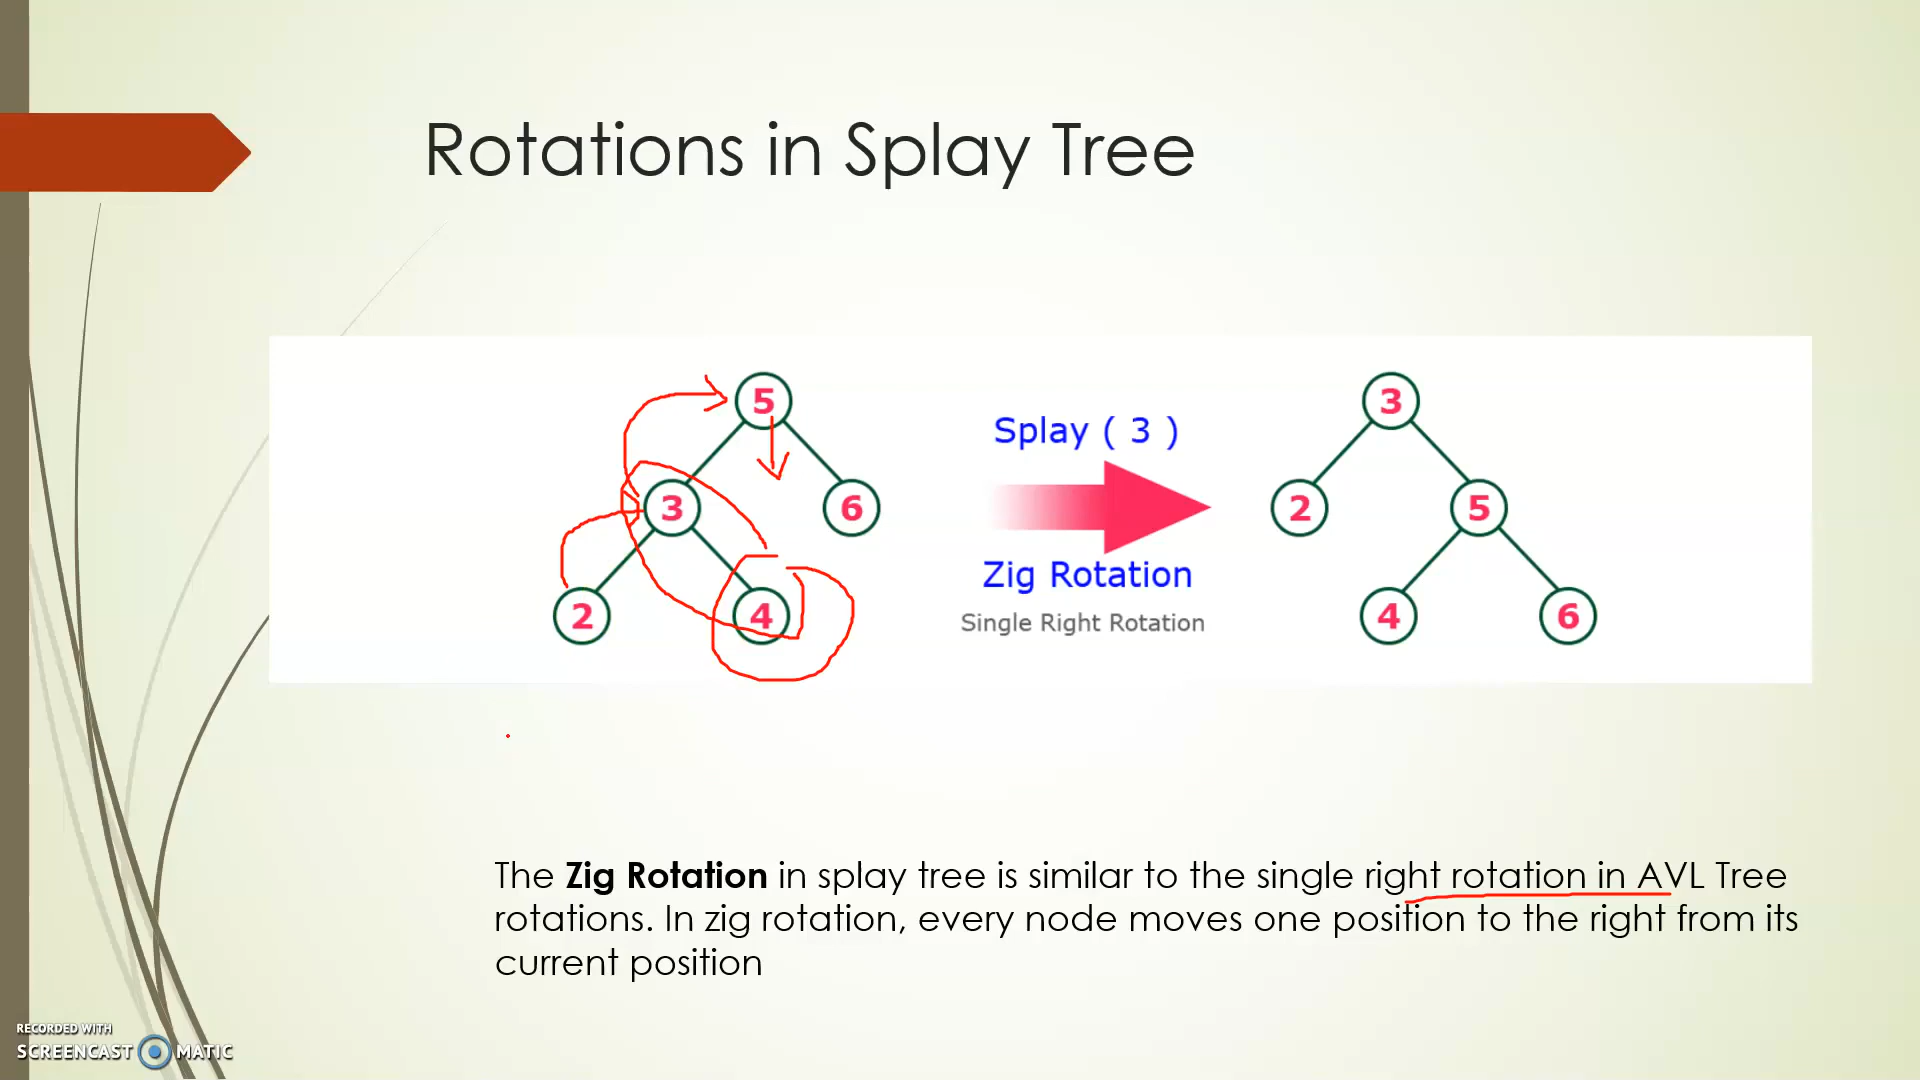 Rotations in Splay Tree
5
3
6
2
4
Splay ( 3 )
Zig Rotation
Single Right Rotation
3
2
5
4
6
The Zig Rotation in splay tree is similar to the single right rotation in AVL Tree
rotations. In zig rotation, every node moves one position to the right from its
current position
RECORDED WITH
SCREENCAST MATIC